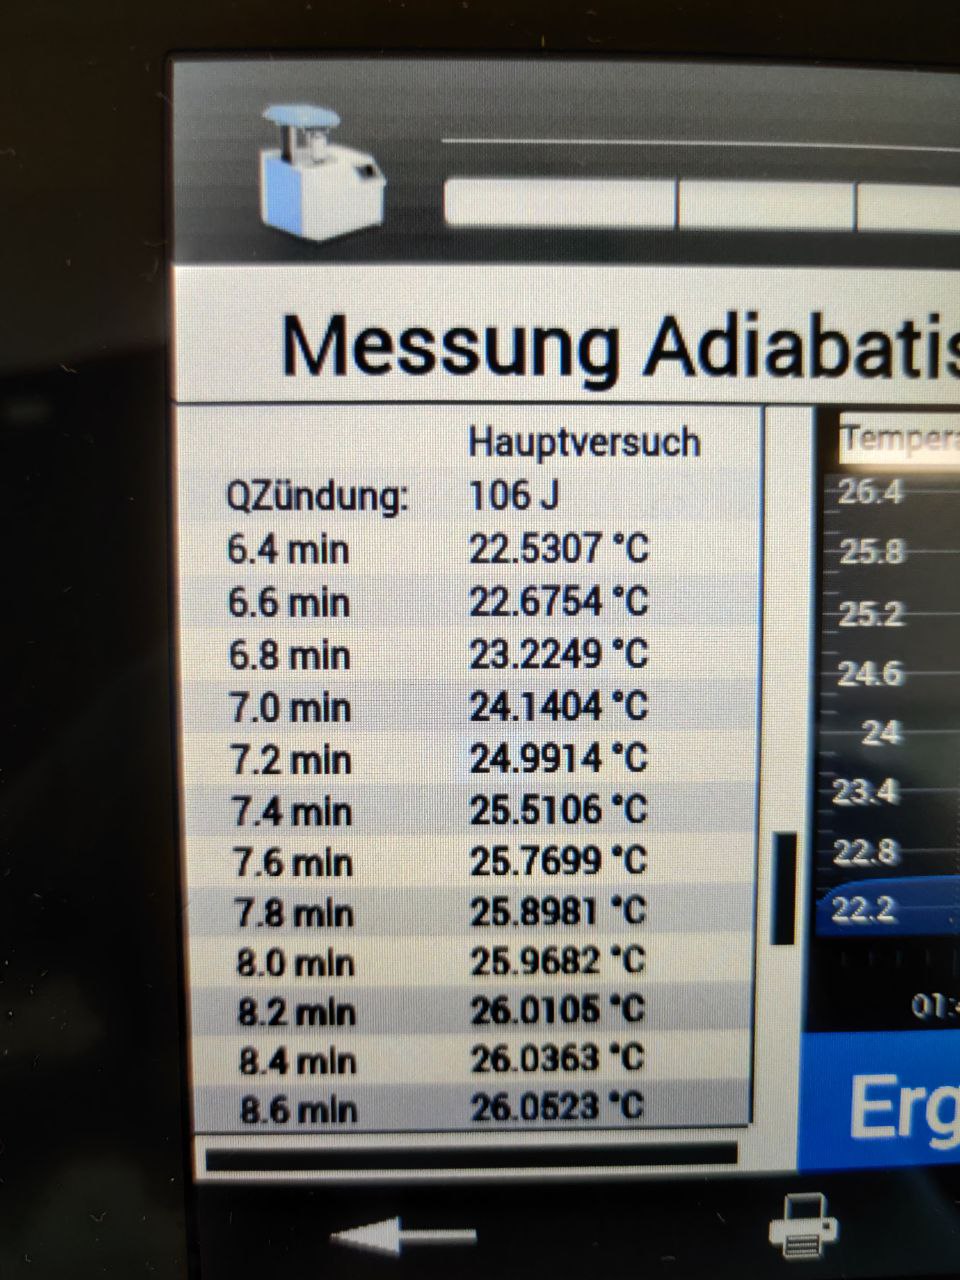 Messung Adiabatis
Hauptversuch
QZündung: 106 J
6.4 min 22.5307 °C
6.6 min 22.6754 °C
6.8 min 23.2249 °C
7.0 min 24.1404 °C
7.2 min 24.9914 °C
7.4 min 25.5106 °C
7.6 min 25.7699 °C
7.8 min 25.8981 °C
8.0 min 25.9682 °C
8.2 min 26.0105 °C
8.4 min 26.0363 °C
8.6 min 26.0523 °C
Tempera
26.4
25.8
25.2
24.6
24
23.4
22.8
22.2
01:
Erg